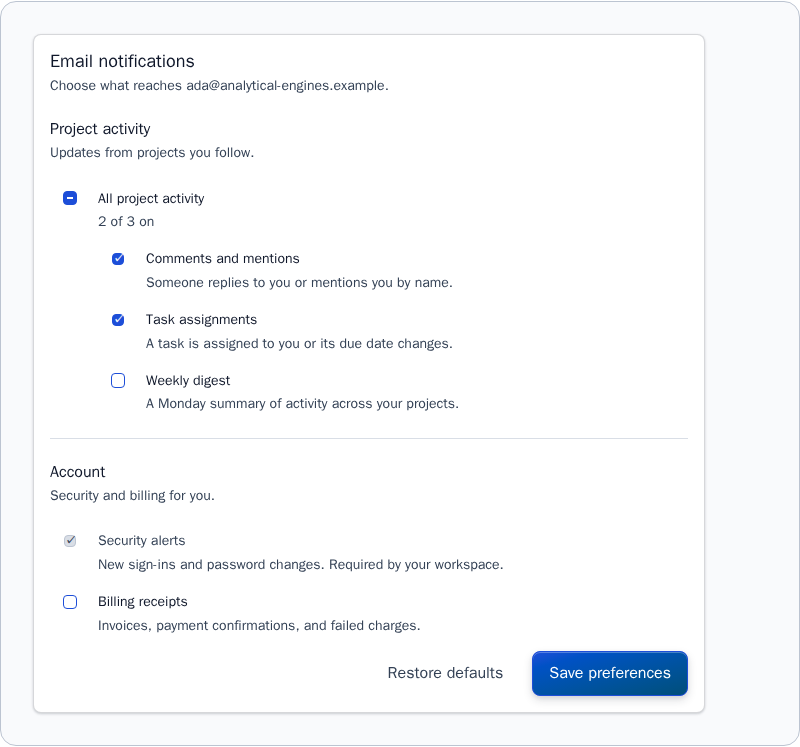 Email notifications
Choose what reaches ada@analytical-engines.example.
Project activity
Updates from projects you follow.
All project activity
2 of 3 on
Comments and mentions
Someone replies to you or mentions you by name.
Task assignments
A task is assigned to you or its due date changes.
Weekly digest
A Monday summary of activity across your projects.
Account
Security and billing for you.
Security alerts
New sign-ins and password changes. Required by your workspace.
Billing receipts
Invoices, payment confirmations, and failed charges.
Restore defaults
Save preferences